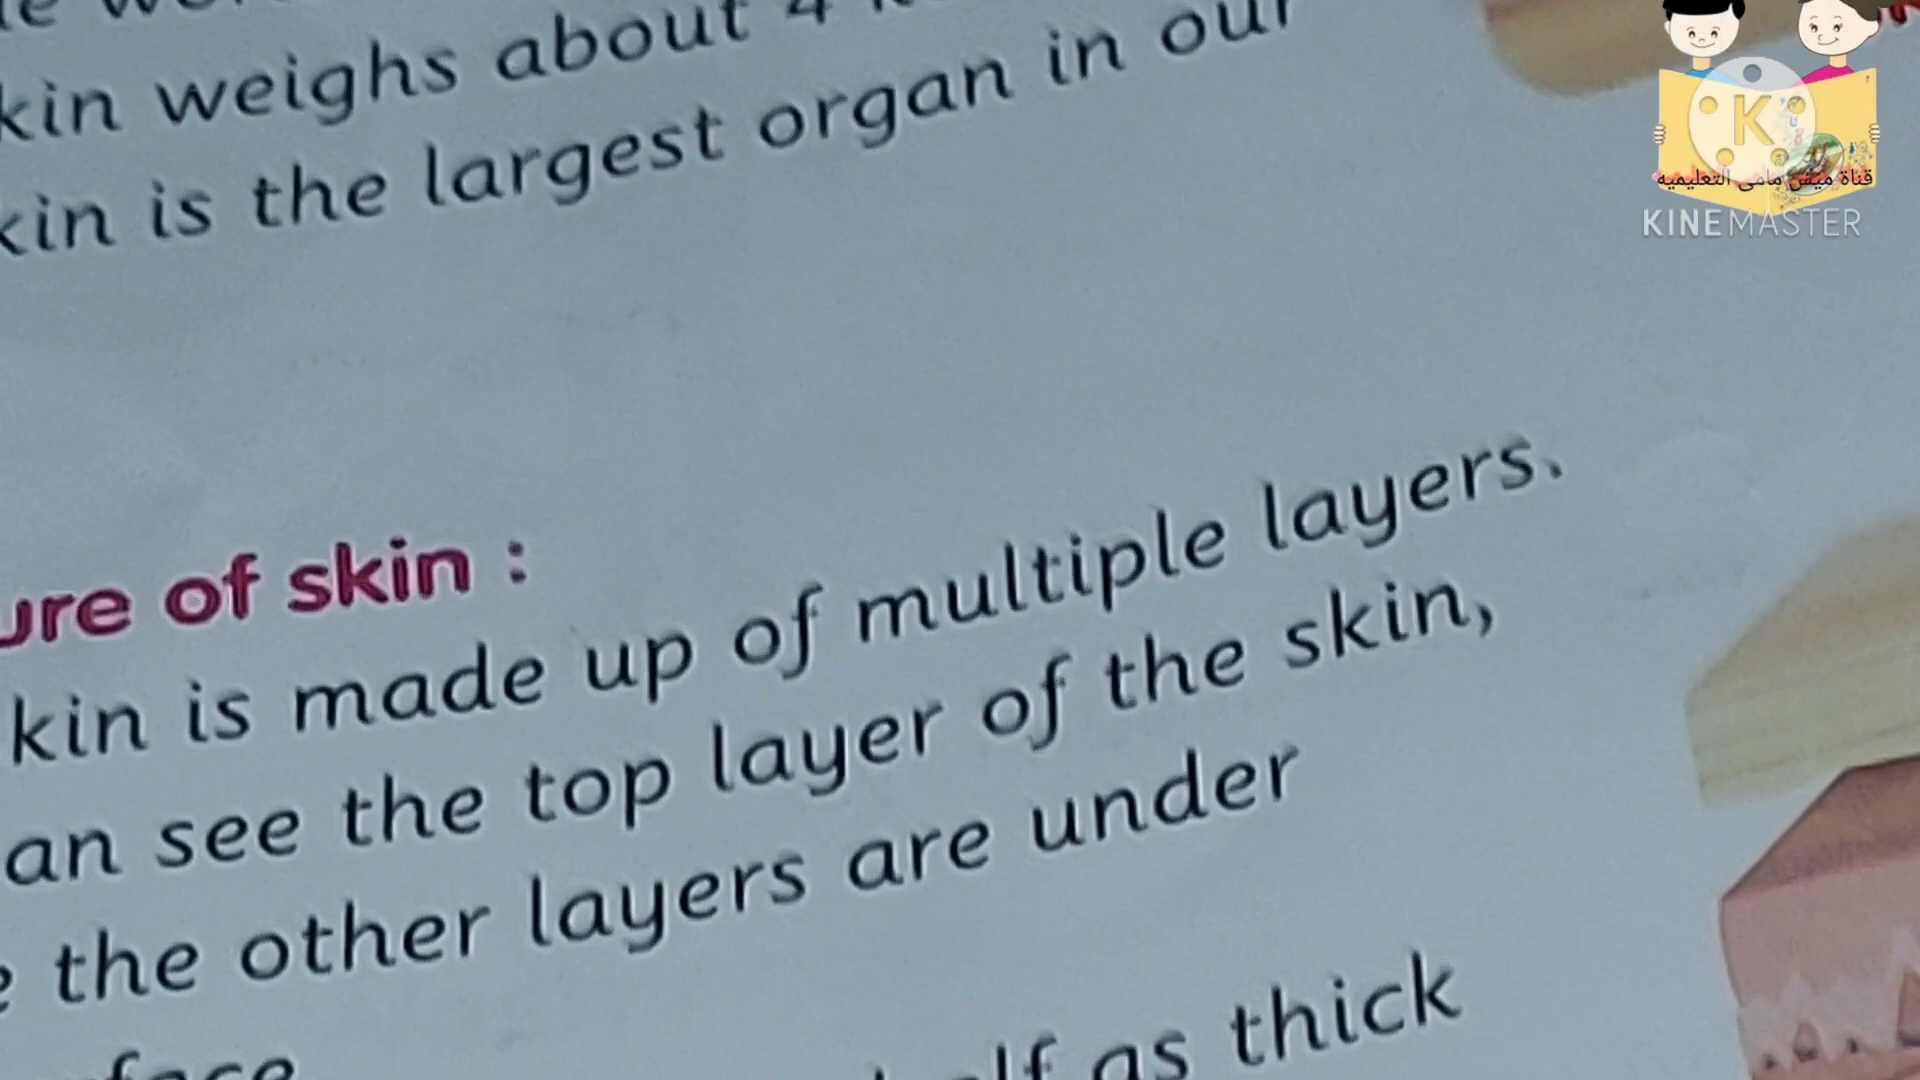 kin weighs about 4
kin is the largest organ in our
ure of skin :
kin is made up of multiple layers.
an see the top layer of the skin,
the other layers are under
as thick
قناة ميس مامى التعليميه
KINEMASTER